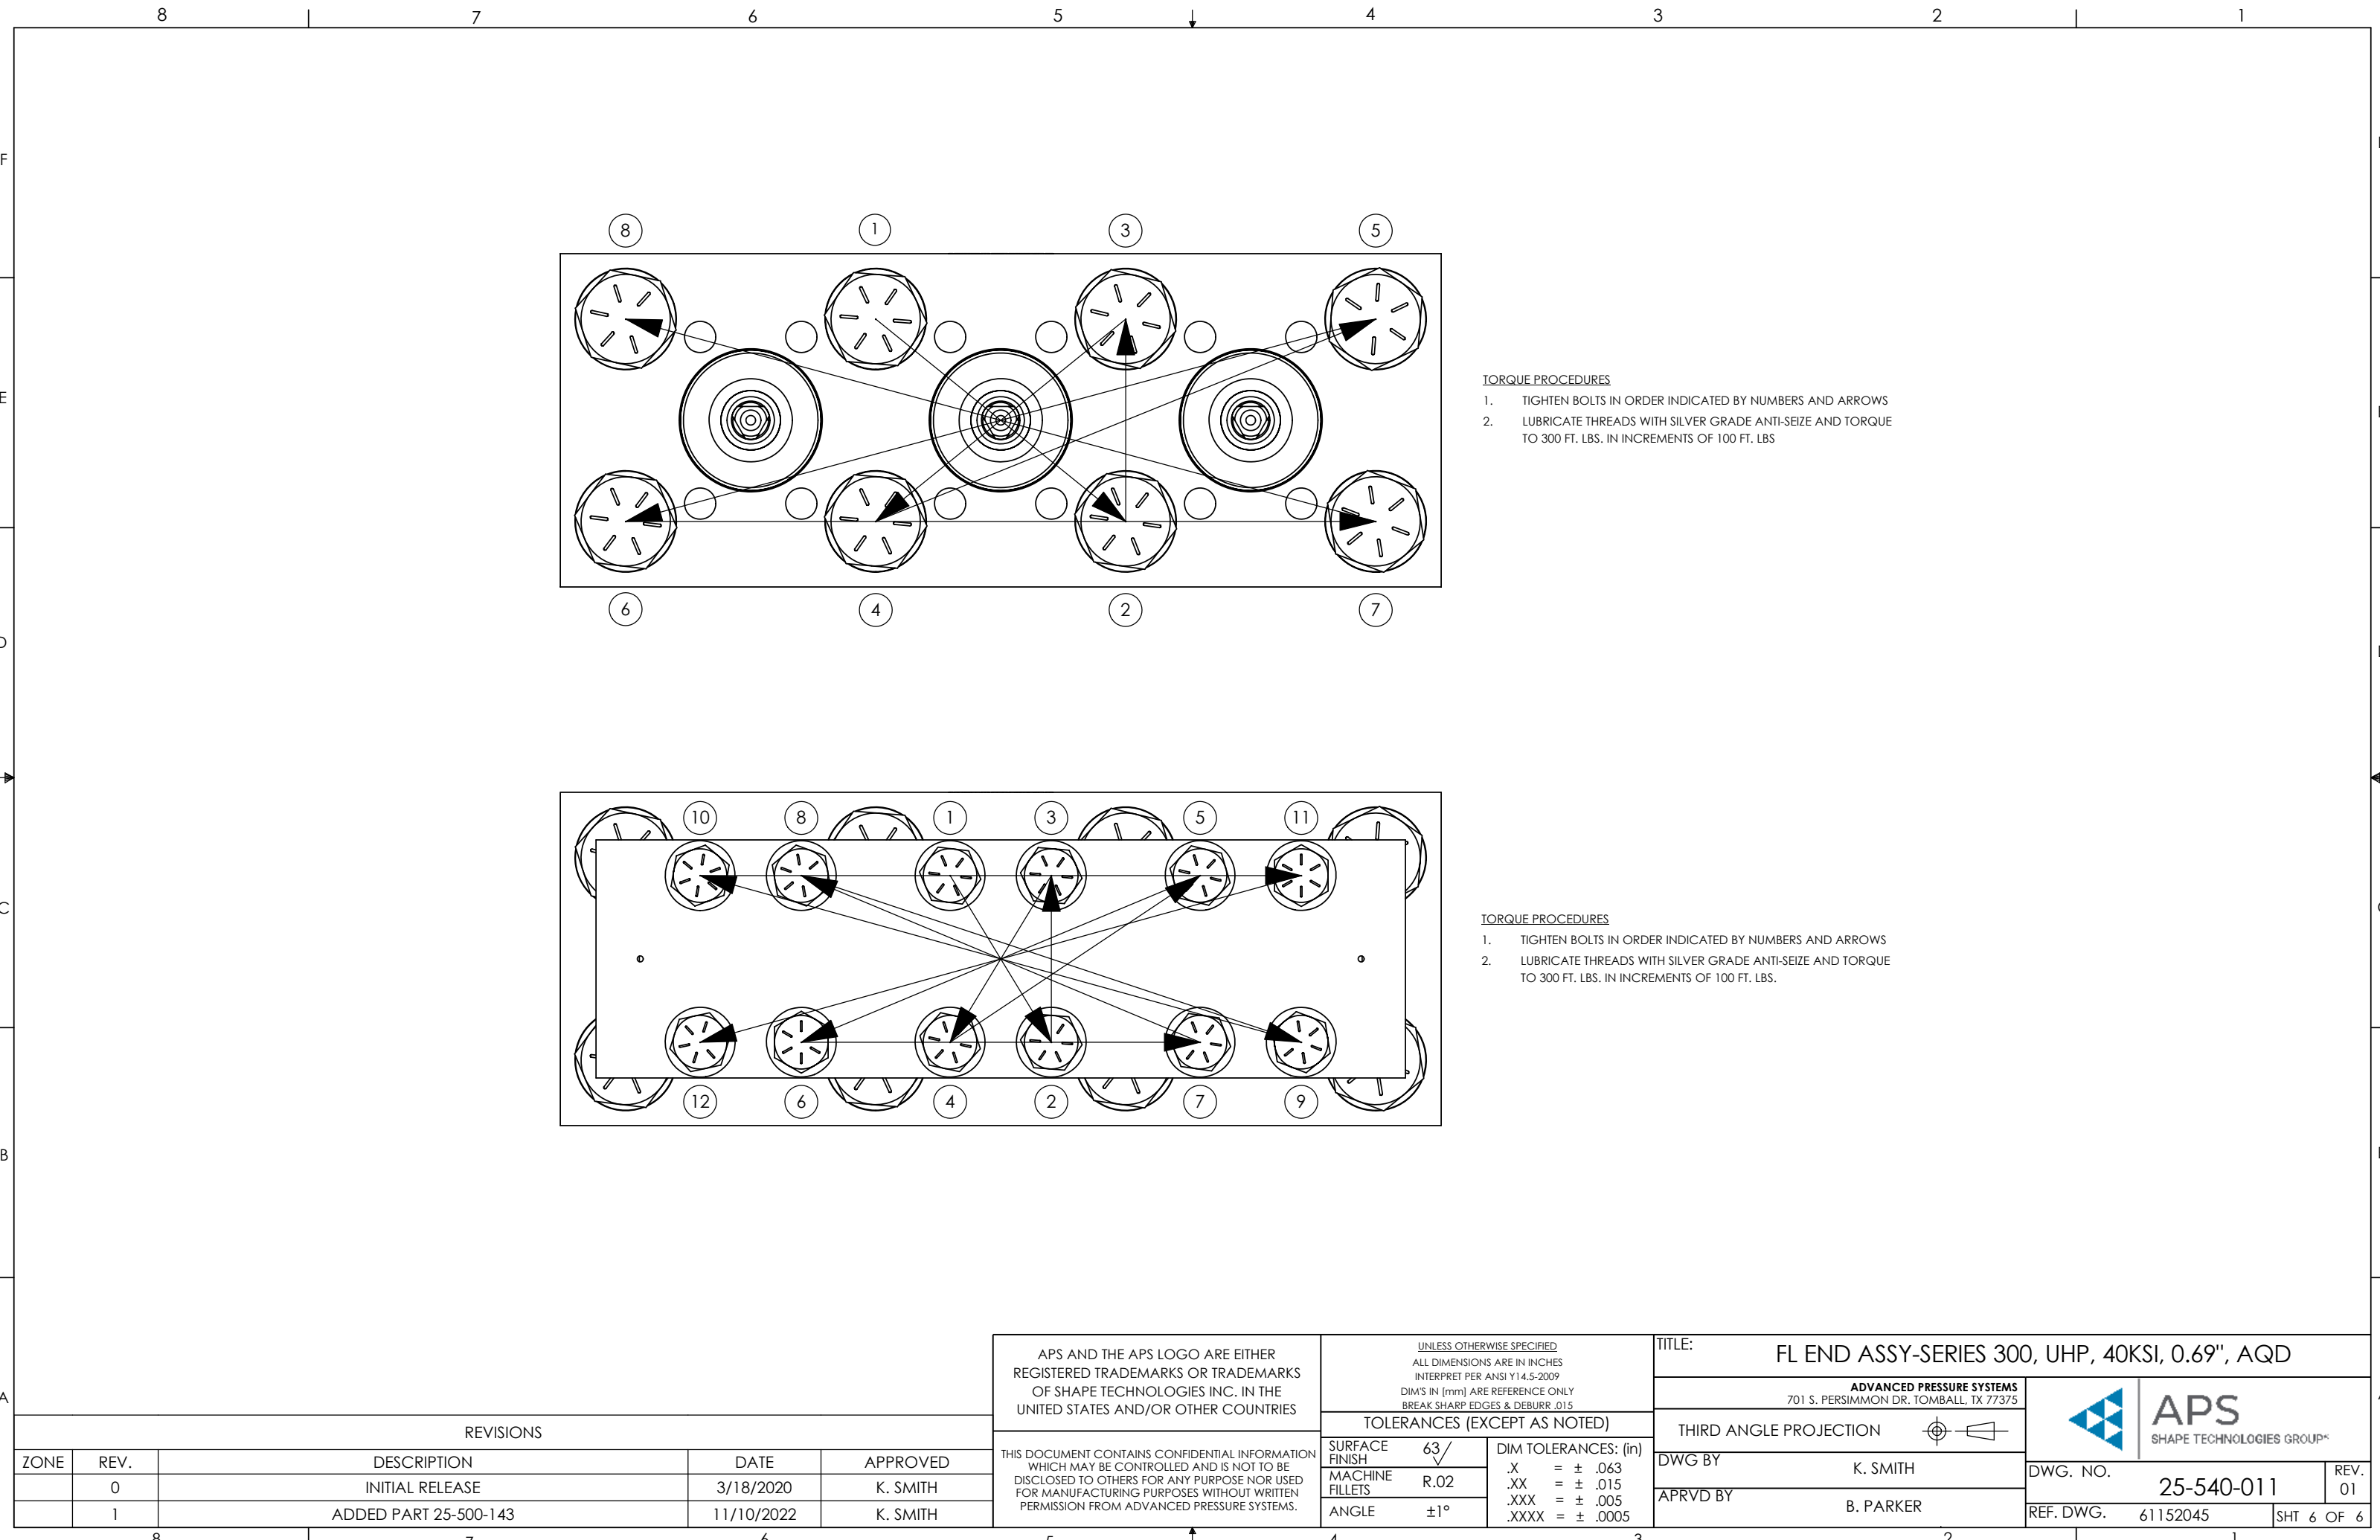 8 7 6 5 4 3 2 1
F
E
D
C
B
A
8 1 3 5
6 4 2 7
TORQUE PROCEDURES
1. TIGHTEN BOLTS IN ORDER INDICATED BY NUMBERS AND ARROWS
2. LUBRICATE THREADS WITH SILVER GRADE ANTI-SEIZE AND TORQUE
TO 300 FT. LBS. IN INCREMENTS OF 100 FT. LBS
10 8 1 3 5 11
12 6 4 2 7 9
TORQUE PROCEDURES
1. TIGHTEN BOLTS IN ORDER INDICATED BY NUMBERS AND ARROWS
2. LUBRICATE THREADS WITH SILVER GRADE ANTI-SEIZE AND TORQUE
TO 300 FT. LBS. IN INCREMENTS OF 100 FT. LBS.
REVISIONS
ZONE REV. DESCRIPTION DATE APPROVED
0 INITIAL RELEASE 3/18/2020 K. SMITH
1 ADDED PART 25-500-143 11/10/2022 K. SMITH
APS AND THE APS LOGO ARE EITHER
REGISTERED TRADEMARKS OR TRADEMARKS
OF SHAPE TECHNOLOGIES INC. IN THE
UNITED STATES AND/OR OTHER COUNTRIES
THIS DOCUMENT CONTAINS CONFIDENTIAL INFORMATION
WHICH MAY BE CONTROLLED AND IS NOT TO BE
DISCLOSED TO OTHERS FOR ANY PURPOSE NOR USED
FOR MANUFACTURING PURPOSES WITHOUT WRITTEN
PERMISSION FROM ADVANCED PRESSURE SYSTEMS.
UNLESS OTHERWISE SPECIFIED
ALL DIMENSIONS ARE IN INCHES
INTERPRET PER ANSI Y14.5-2009
DIM'S IN [mm] ARE REFERENCE ONLY
BREAK SHARP EDGES & DEBURR .015
TOLERANCES (EXCEPT AS NOTED)
SURFACE
FINISH 63
MACHINE
FILLETS R.02
ANGLE ±1°
DIM TOLERANCES: (in)
.X = ± .063
.XX = ± .015
.XXX = ± .005
.XXXX = ± .0005
TITLE: FL END ASSY-SERIES 300, UHP, 40KSI, 0.69", AQD
ADVANCED PRESSURE SYSTEMS
701 S. PERSIMMON DR. TOMBALL, TX 77375
THIRD ANGLE PROJECTION
DWG BY K. SMITH
APRVD BY B. PARKER
APS
SHAPE TECHNOLOGIES GROUP
DWG. NO. 25-540-011 REV. 01
REF. DWG. 61152045 SHT 6 OF 6